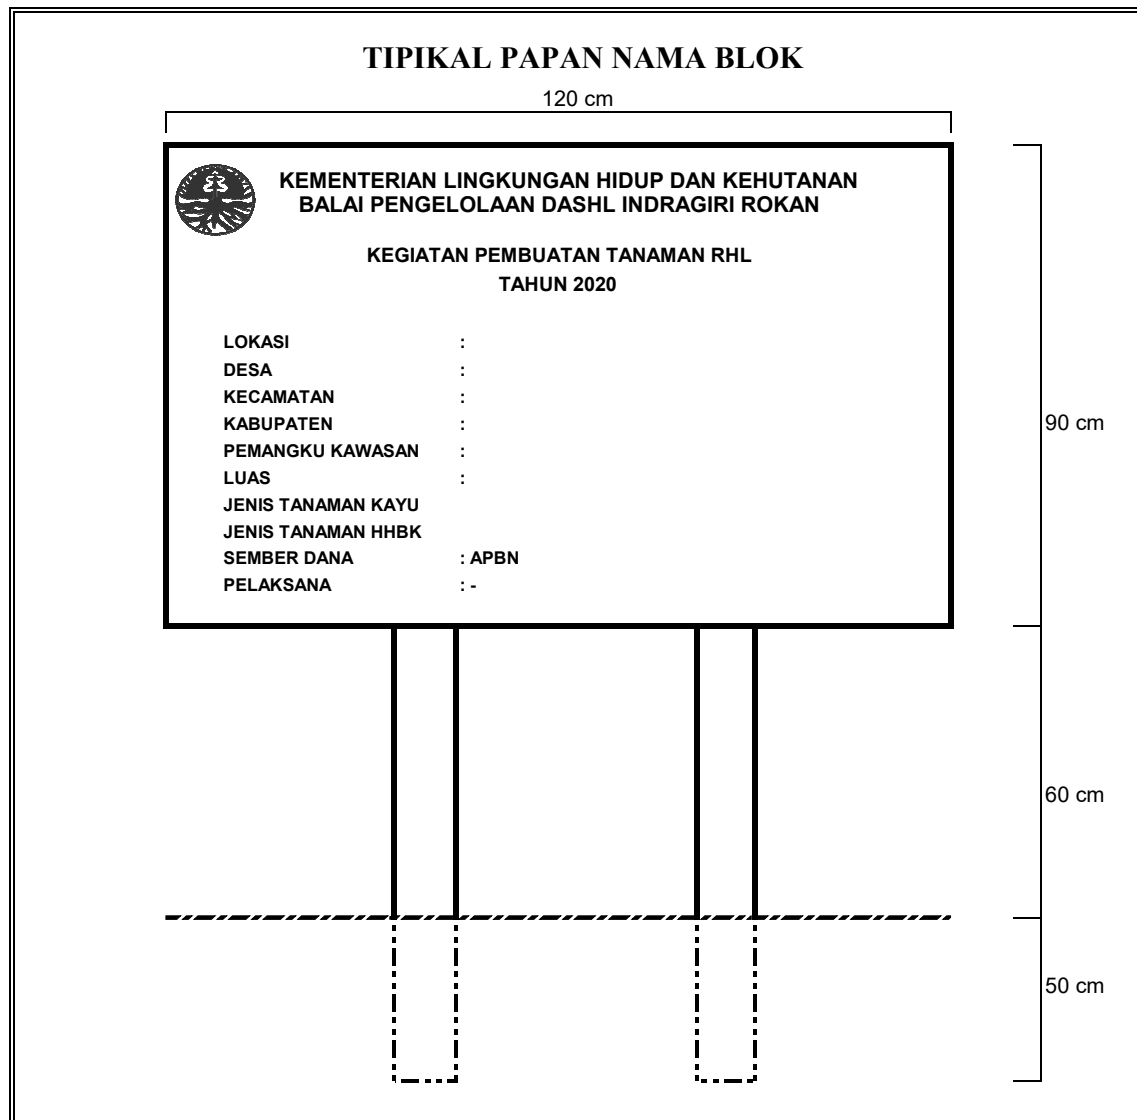 TIPIKAL PAPAN NAMA BLOK
120 cm
KEMENTERIAN LINGKUNGAN HIDUP DAN KEHUTANAN
BALAI PENGELOLAAN DASHL INDRAGIRI ROKAN
KEGIATAN PEMBUATAN TANAMAN RHL
TAHUN 2020
LOKASI :
DESA :
KECAMATAN :
KABUPATEN :
PEMANGKU KAWASAN :
LUAS :
JENIS TANAMAN KAYU
JENIS TANAMAN HHBK
SEMBER DANA : APBN
PELAKSANA : -
90 cm
60 cm
50 cm